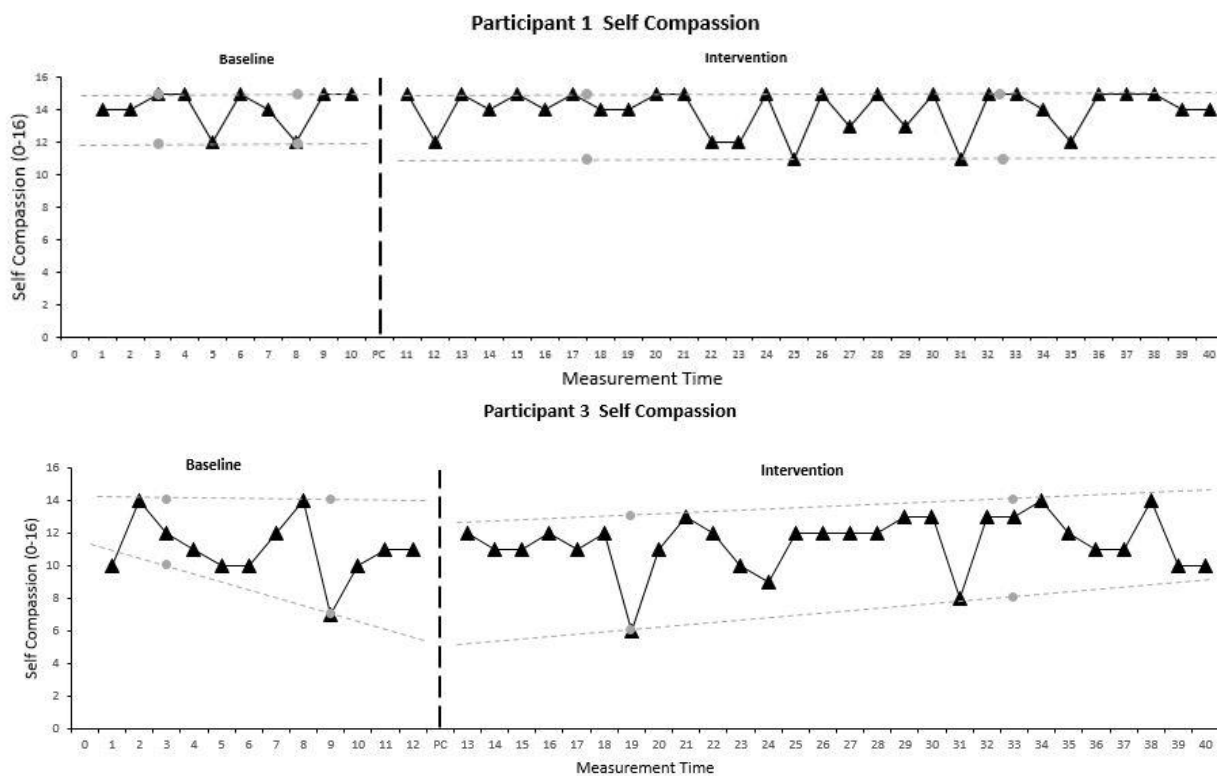 Participant 1 Self Compassion
Baseline Intervention
16
14
12
10
8
6
4
2
0
Self Compassion (0-16)
0 1 2 3 4 5 6 7 8 9 10 PC 11 12 13 14 15 16 17 18 19 20 21 22 23 24 25 26 27 28 29 30 31 32 33 34 35 36 37 38 39 40
Measurement Time
Participant 3 Self Compassion
Baseline Intervention
16
14
12
10
8
6
4
2
0
Self Compassion (0-16)
0 1 2 3 4 5 6 7 8 9 10 11 12 PC 13 14 15 16 17 18 19 20 21 22 23 24 25 26 27 28 29 30 31 32 33 34 35 36 37 38 39 40
Measurement Time